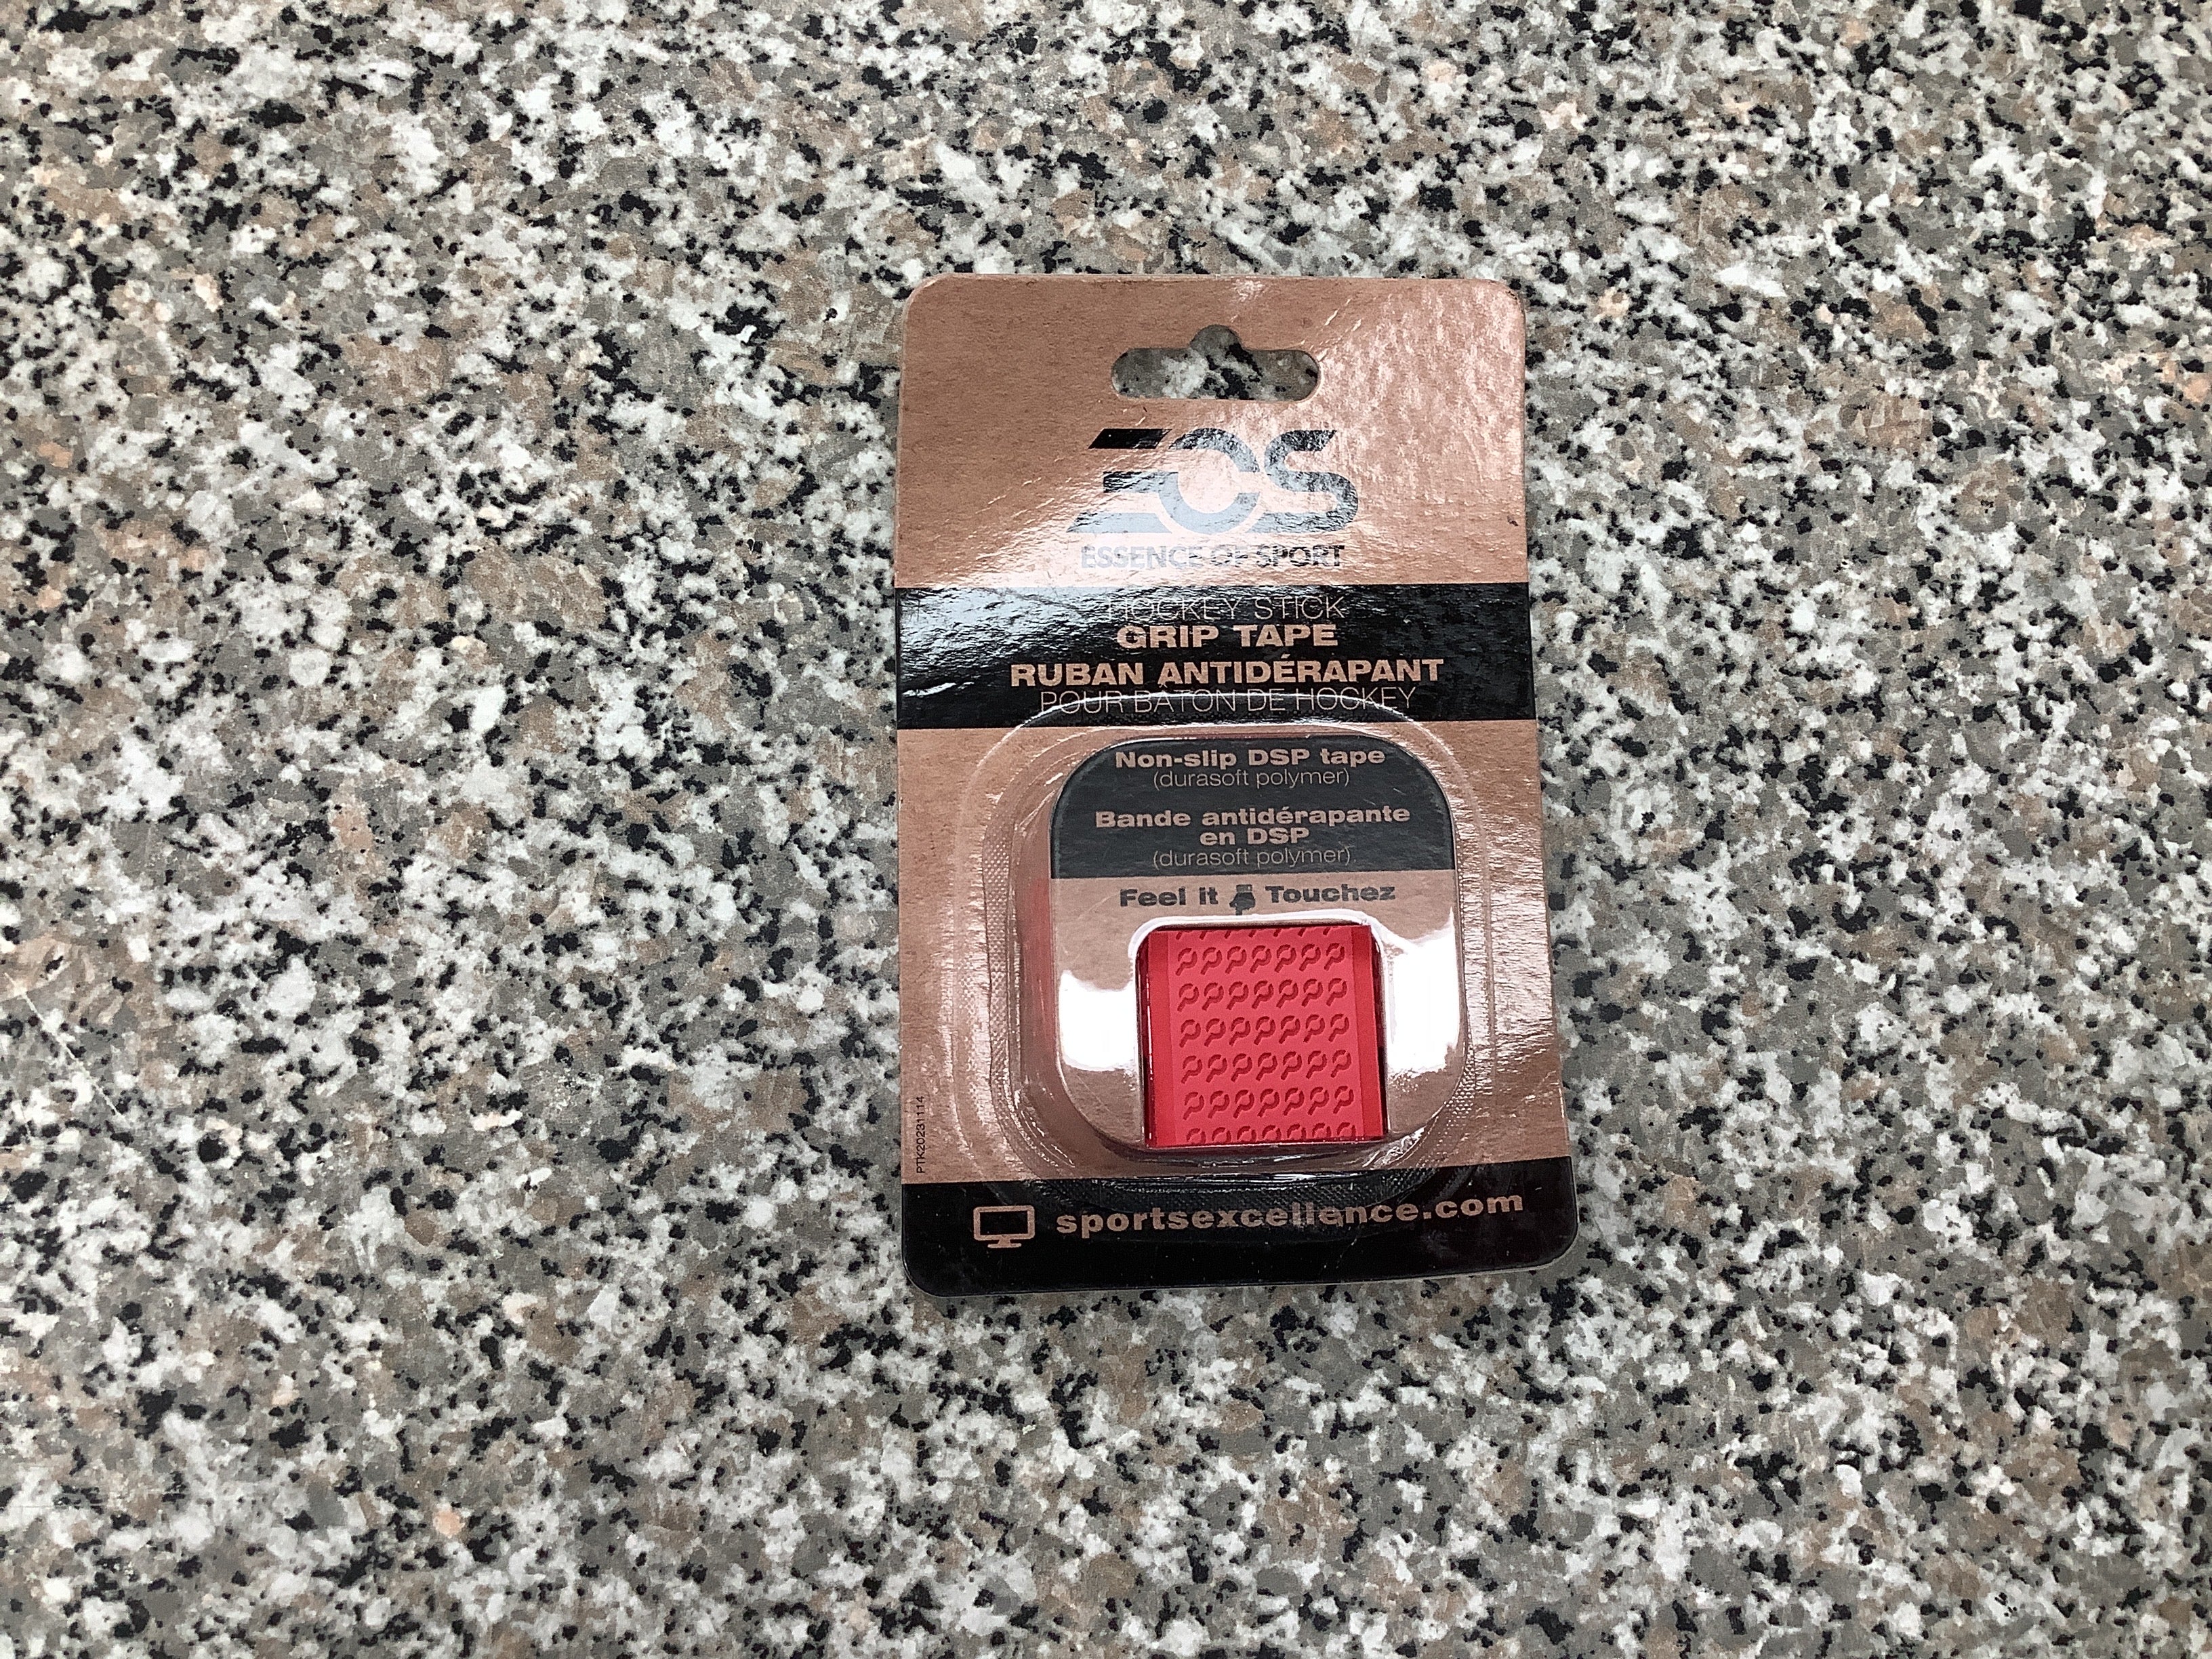 EOS
ESSENCE OF SPORT
HOCKEY STICK
GRIP TAPE
RUBAN ANTIDÉRAPANT
POUR BÂTON DE HOCKEY
Non-slip DSP tape
(durasoft polymer)
Bande antidérapante
en DSP
(durasoft polymer)
Feel it Touchez
PTK20231114
sportsexcellence.com